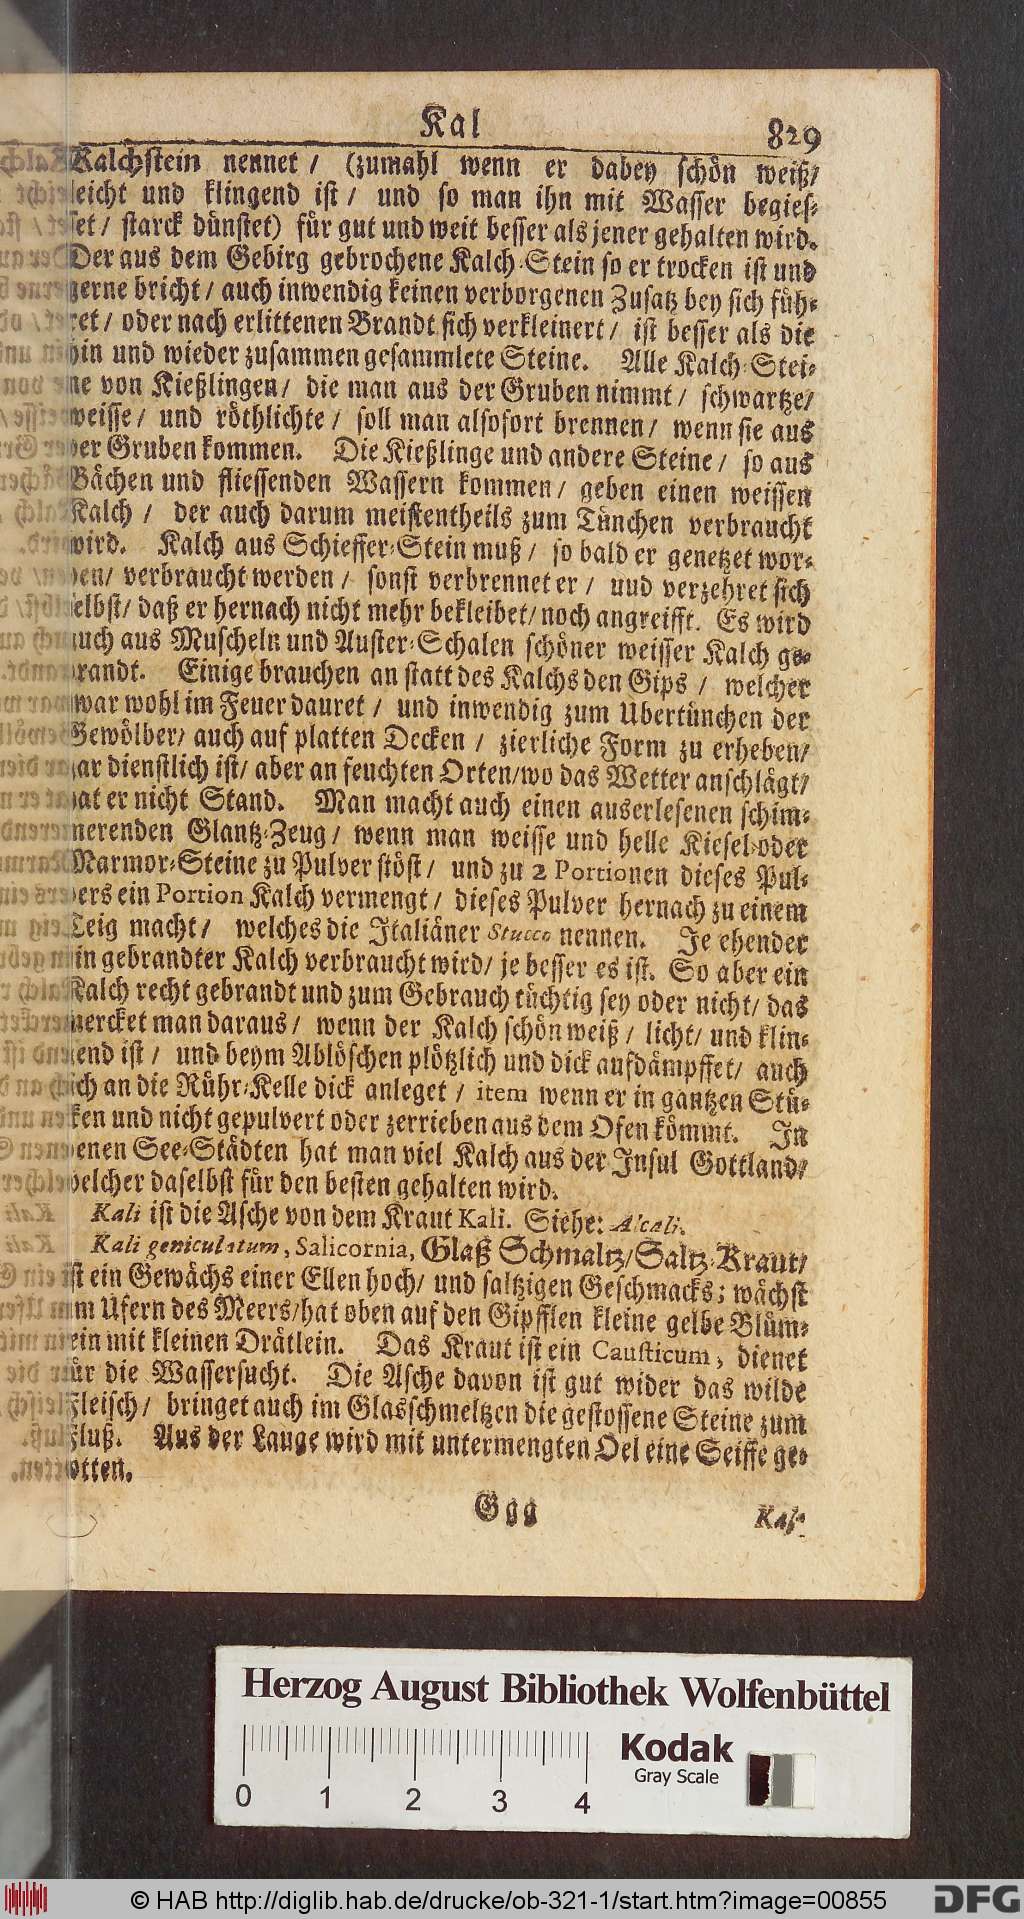 Kal
829
Kalchstein nennet / (zumahl wenn er dabey schön weiß/
leicht und klingend ist / und so man ihn mit Wasser begies-
set / starck dünstet) für gut und weit besser als jener gehalten wird.
Der aus dem Gebirg gebrochene Kalch-Stein so er trocken ist und
gerne bricht / auch inwendig keinen verborgenen Zusatz bey sich füh-
ret / oder nach erlittenen Brandt sich verkleinert / ist besser als die
hin und wieder zusammen gesammlete Steine. Alle Kalch-Stei-
ne von Kießlingen / die man aus der Gruben nimmt / schwartze/
weisse / und röthlichte / soll man alsofort brennen / wenn sie aus
der Gruben kommen. Die Kießlinge und andere Steine / so aus
Bächen und fliessenden Wassern kommen / geben einen weissen
Kalch / der auch darum meistentheils zum Tünchen verbraucht
wird. Kalch aus Schieffer-Stein muß / so bald er genetzet wor-
den/ verbraucht werden / sonst verbrennet er / und verzehret sich
selbst/ daß er hernach nicht mehr bekleibet/ noch angreifft. Es wird
auch aus Muscheln und Auster-Schalen schöner weisser Kalch ge-
brandt. Einige brauchen an statt des Kalchs den Gips / welcher
zwar wohl im Feuer dauret / und inwendig zum Ubertünchen der
Gewölber/ auch auf platten Decken / zierliche Form zu erheben/
gar dienstlich ist/ aber an feuchten Orten/ wo das Wetter anschlägt/
hat er nicht Stand. Man macht auch einen auserlesenen schim-
merenden Glantz-Zeug / wenn man weisse und helle Kiesel-oder
Marmor-Steine zu Pulver stöst / und zu 2 Portionen dieses Pul-
vers ein Portion Kalch vermengt / dieses Pulver hernach zu einem
Teig macht / welches die Italiäner Stucco nennen. Je ehender
ein gebrandter Kalch verbraucht wird/ je besser es ist. So aber ein
Kalch recht gebrandt und zum Gebrauch tüchtig sey oder nicht/ das
mercket man daraus / wenn der Kalch schön weiß / licht/ und klin-
gend ist / und beym Ablöschen plötzlich und dick aufdämpffet/ auch
sich an die Rühr-Kelle dick anleget / item wenn er in gantzen Stü-
cken und nicht gepulvert oder zerrieben aus dem Ofen kömmt. In
denen See-Städten hat man viel Kalch aus der Insul Gottland/
welcher daselbst für den besten gehalten wird.
Kali ist die Asche von dem Kraut Kali. Siehe: Alcali.
Kali geniculatum, Salicornia, Glaß Schmaltz/ Saltz-Kraut/
ist ein Gewächs einer Ellen hoch/ und saltzigen Geschmacks; wächst
am Ufern des Meers/ hat oben auf den Gipfflen kleine gelbe Blüm-
lein mit kleinen Drätlein. Das Kraut ist ein Causticum, dienet
für die Wassersucht. Die Asche davon ist gut wider das wilde
Fleisch/ bringet auch im Glasschmeltzen die gestossene Steine zum
Fluß. Aus der Lauge wird mit untermengten Oel eine Seiffe ge-
sotten.
Ggg
Kas-
Herzog August Bibliothek Wolfenbüttel
Kodak
Gray Scale
0 1 2 3 4
© HAB http://diglib.hab.de/drucke/ob-321-1/start.htm?image=00855
DFG